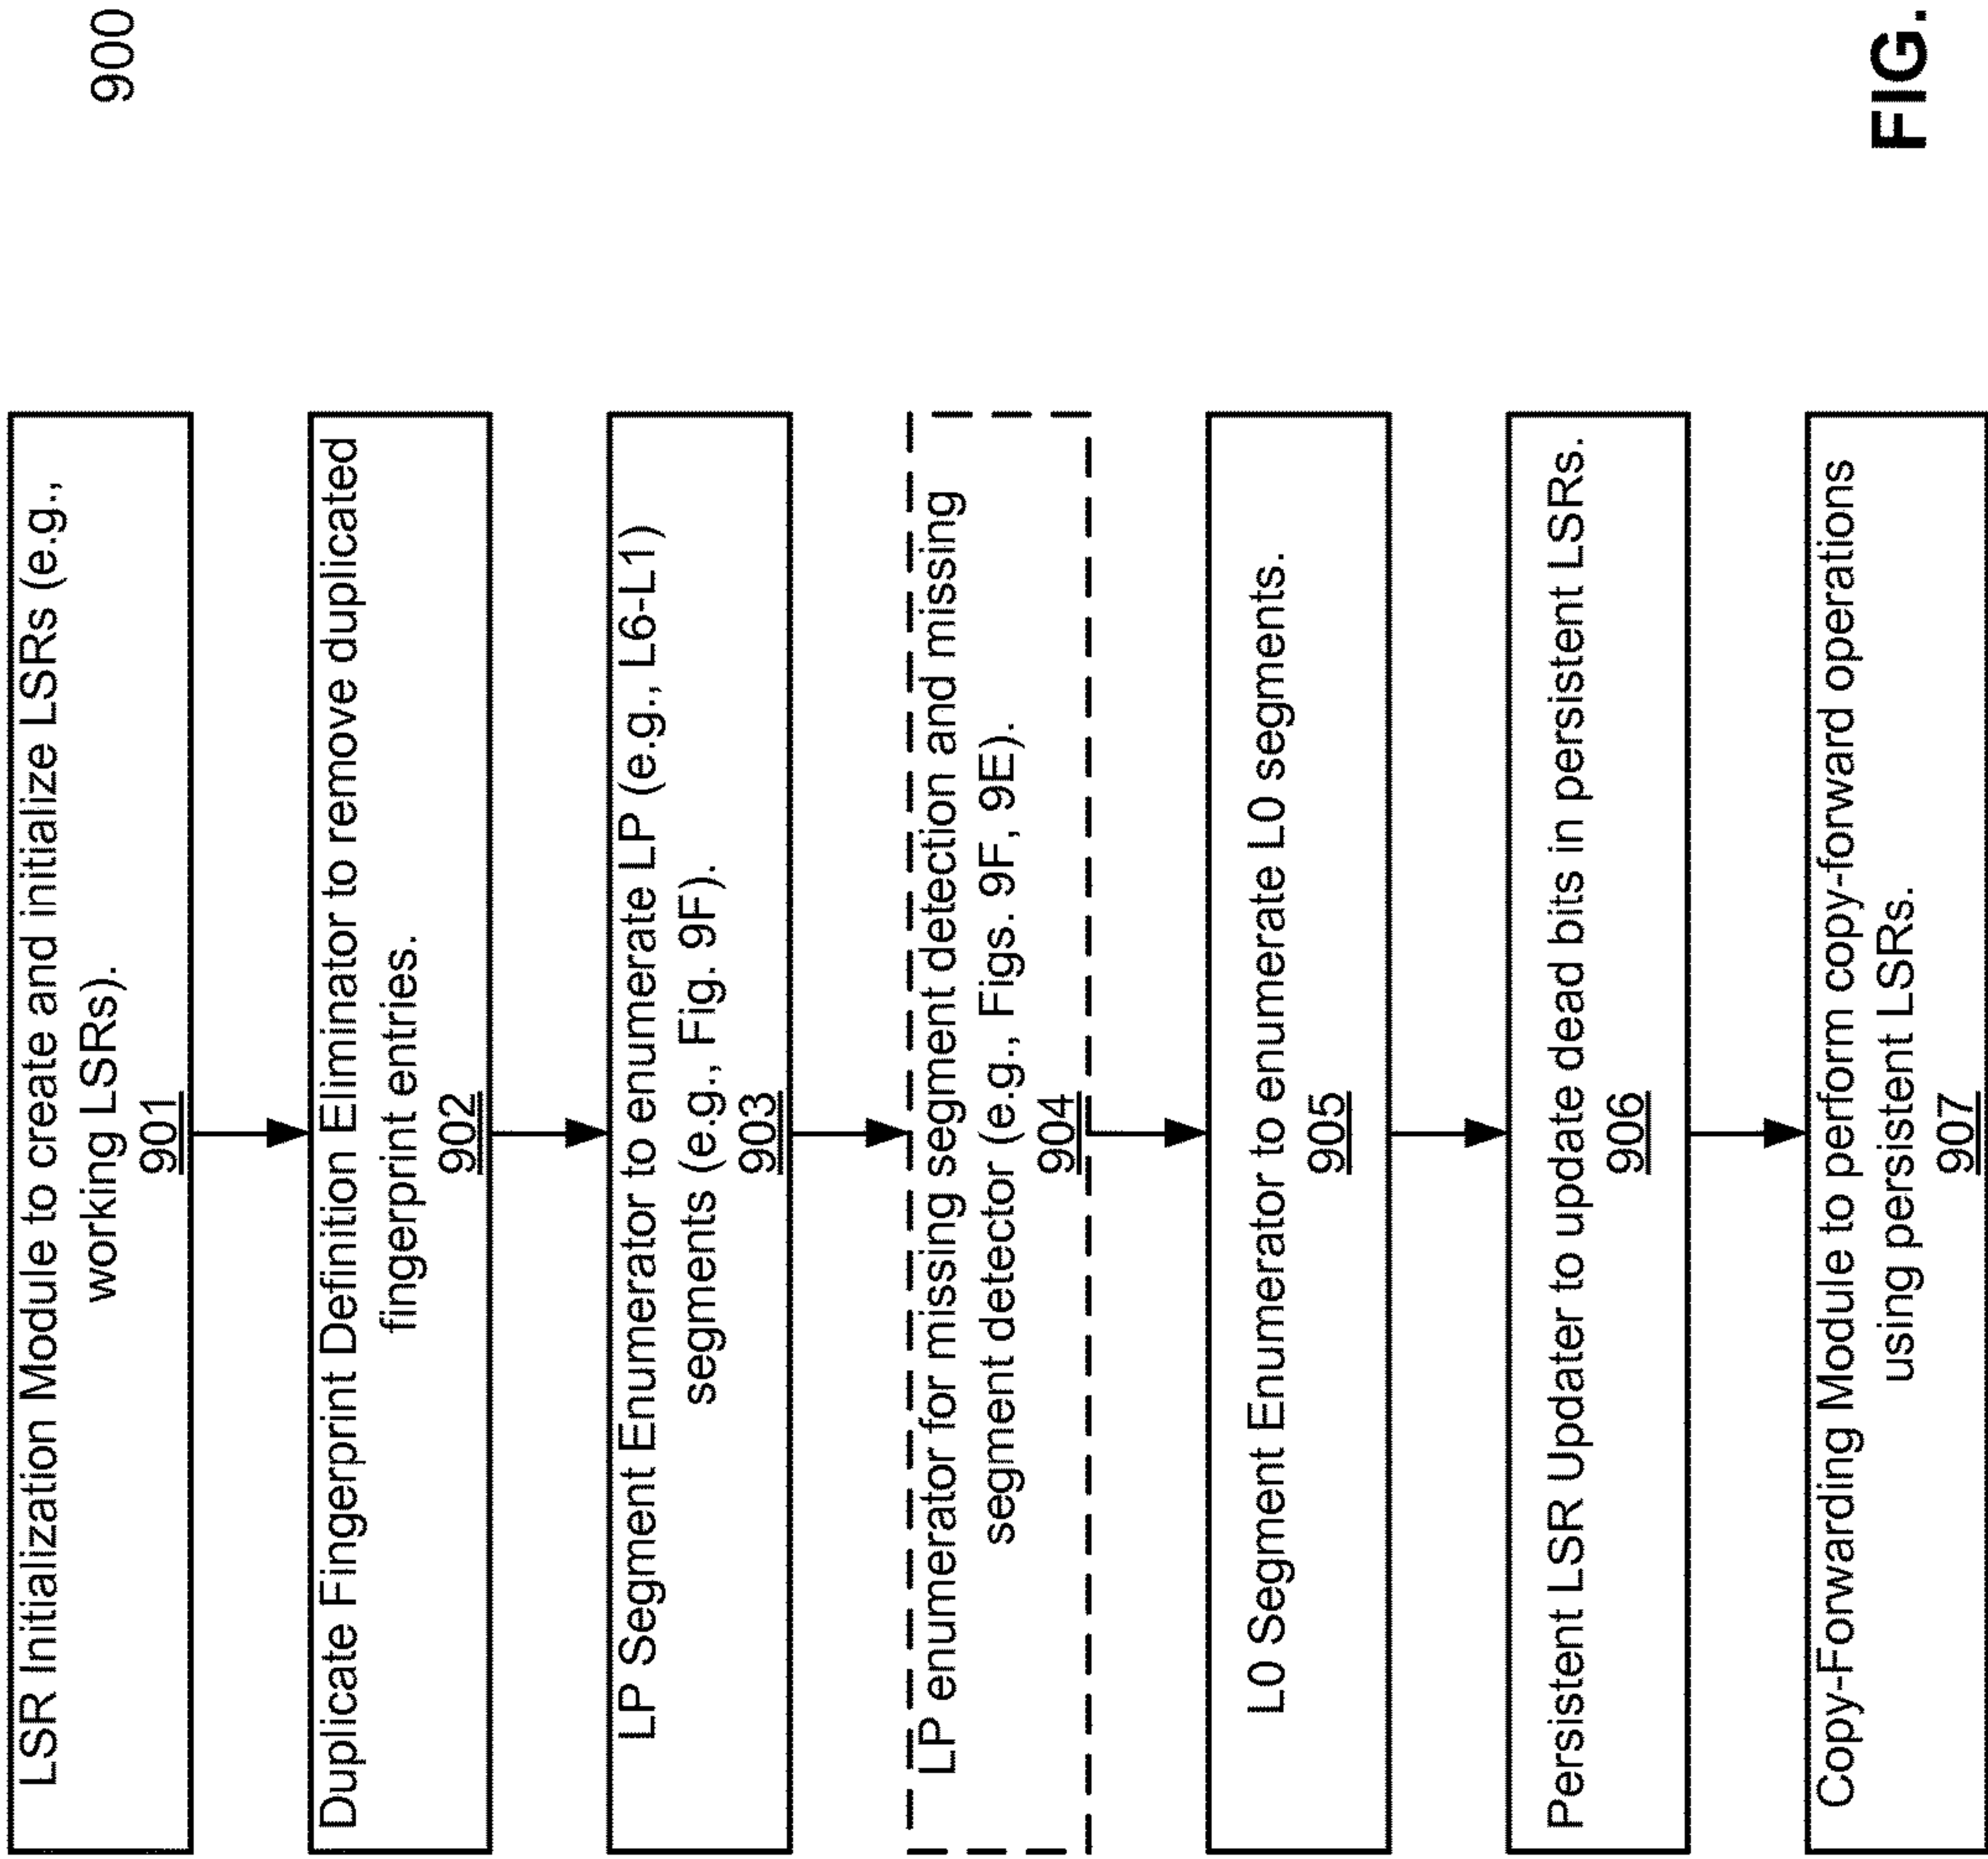 LSR Initialization Module to create and initialize LSRs (e.g.,
working LSRs).
901
Duplicate Fingerprint Definition Eliminator to remove duplicated
fingerprint entries.
902
LP Segment Enumerator to enumerate LP (e.g., L6-L1)
segments (e.g., Fig. 9F).
903
LP enumerator for missing segment detection and missing
segment detector (e.g., Figs. 9F, 9E).
904
L0 Segment Enumerator to enumerate L0 segments.
905
Persistent LSR Updater to update dead bits in persistent LSRs.
906
Copy-Forwarding Module to perform copy-forward operations
using persistent LSRs.
907
900
FIG.